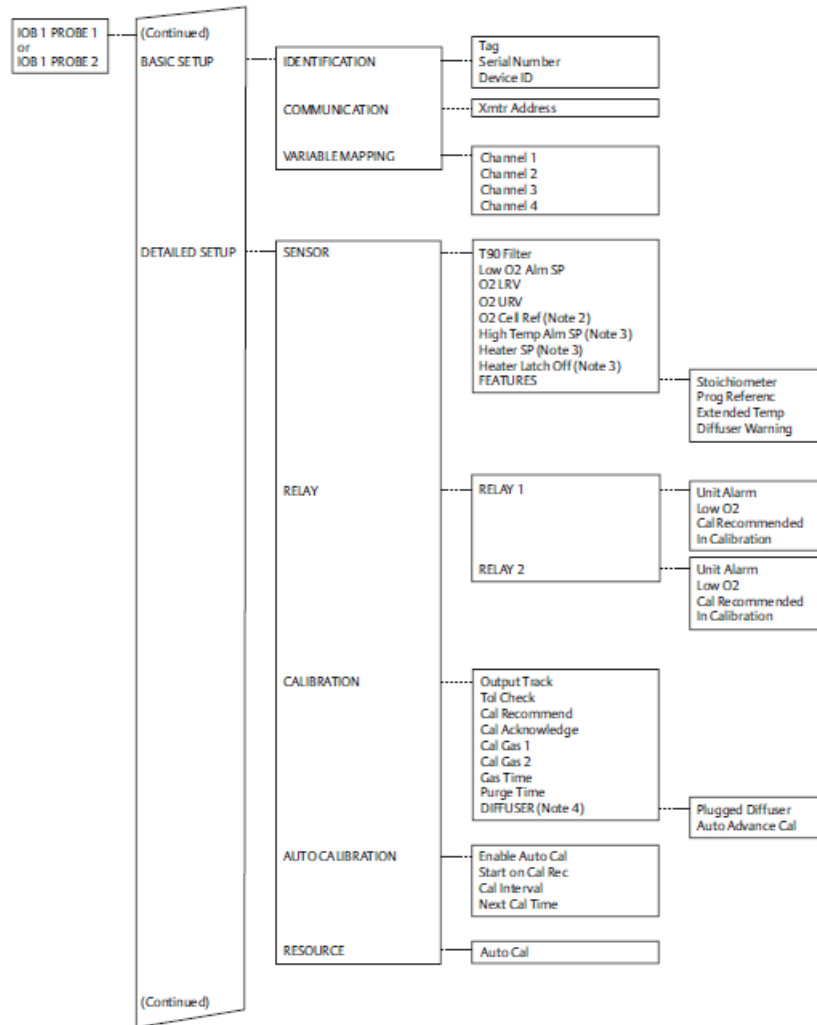 IOB 1 PROBE 1
or
IOB 1 PROBE 2
(Continued)
BASIC SETUP
IDENTIFICATION
Tag
Serial Number
Device ID
COMMUNICATION
Xmtr Address
VARIABLE MAPPING
Channel 1
Channel 2
Channel 3
Channel 4
DETAILED SETUP
SENSOR
T90 Filter
Low O2 Alm SP
O2 LRV
O2 URV
O2 Cell Ref (Note 2)
High Temp Alm SP (Note 3)
Heater SP (Note 3)
Heater Latch Off (Note 3)
FEATURES
Stoichiometer
Prog Referenc
Extended Temp
Diffuser Warning
RELAY
RELAY 1
Unit Alarm
Low O2
Cal Recommended
In Calibration
RELAY 2
Unit Alarm
Low O2
Cal Recommended
In Calibration
CALIBRATION
Output Track
Tol Check
Cal Recommend
Cal Acknowledge
Cal Gas 1
Cal Gas 2
Gas Time
Purge Time
DIFFUSER (Note 4)
Plugged Diffuser
Auto Advance Cal
AUTO CALIBRATION
Enable Auto Cal
Start on Cal Rec
Cal Interval
Next Cal Time
RESOURCE
Auto Cal
(Continued)